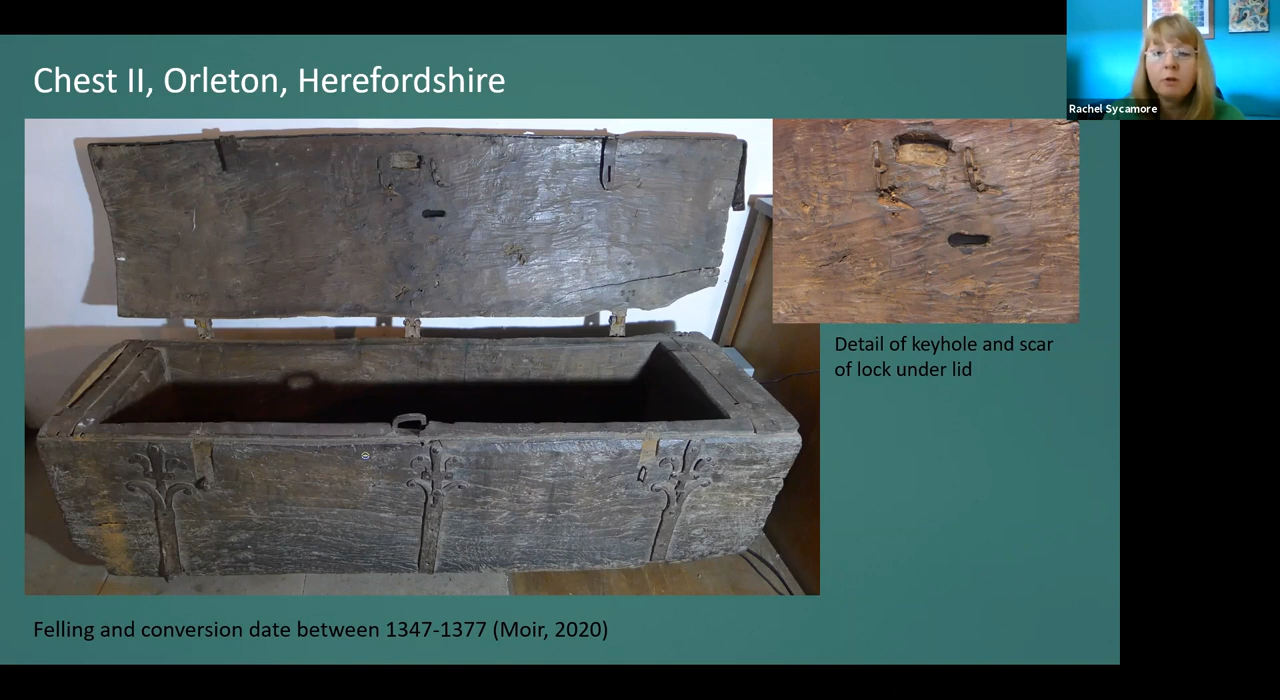 Chest II, Orleton, Herefordshire
Rachel Sycamore
Detail of keyhole and scar
of lock under lid
Felling and conversion date between 1347-1377 (Moir, 2020)